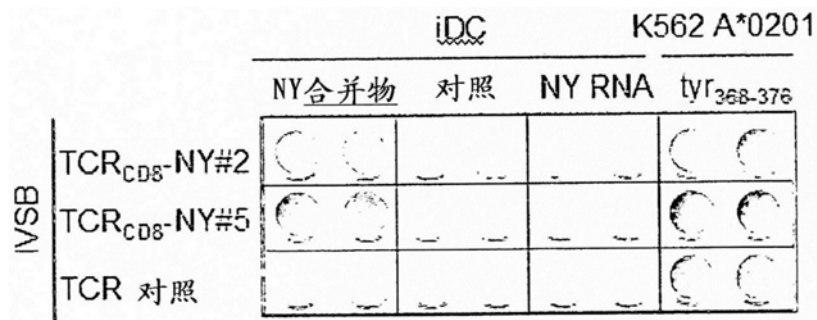 iDC K562 A*0201
NY合并物 对照 NY RNA tyr368-376
IVSB
TCRCD8-NY#2
TCRCD8-NY#5
TCR 对照